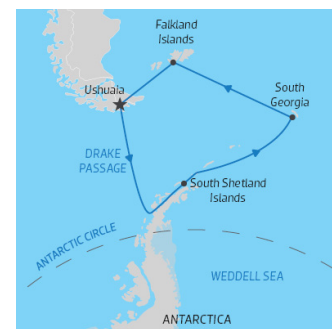 Falkland
Islands
Ushuaia
South
Georgia
DRAKE
PASSAGE
South Shetland
Islands
ANTARCTIC CIRCLE
WEDDELL SEA
ANTARCTICA